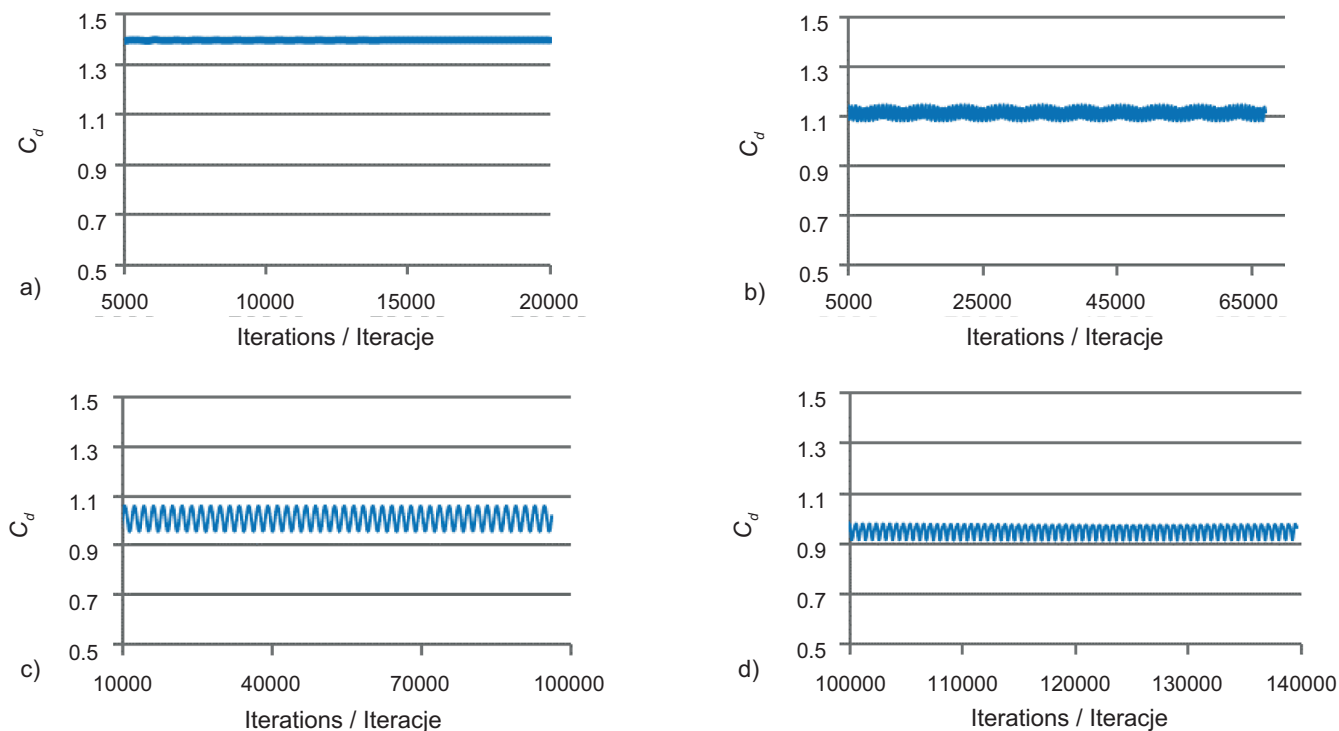 1.5
1.3
1.1
0.9
0.7
0.5
C_d
a)
5000 10000 15000 20000
Iterations / Iteracje
1.5
1.3
1.1
0.9
0.7
0.5
C_d
b)
5000 25000 45000 65000
Iterations / Iteracje
1.5
1.3
1.1
0.9
0.7
0.5
C_d
c)
10000 40000 70000 100000
Iterations / Iteracje
1.5
1.3
1.1
0.9
0.7
0.5
C_d
d)
100000 110000 120000 130000 140000
Iterations / Iteracje